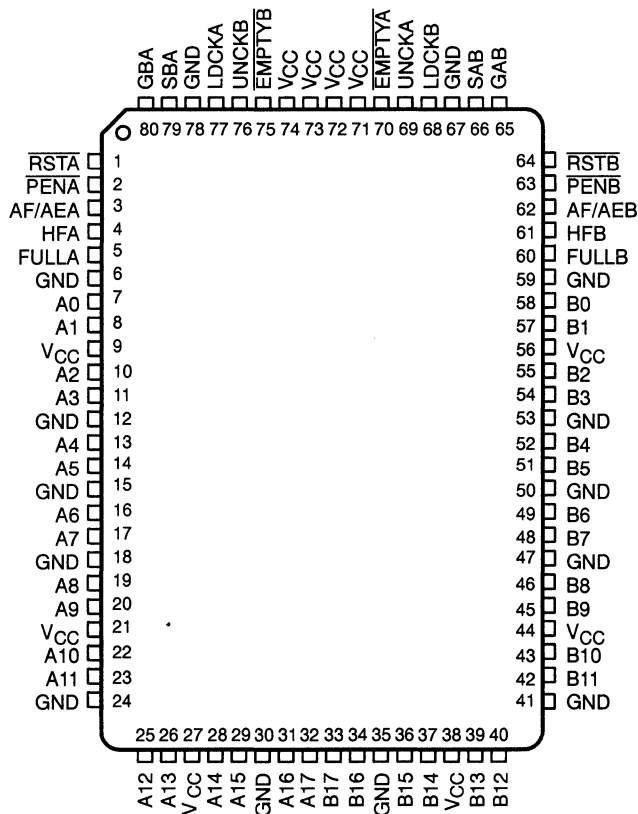 GBA SBA GND LDCKA UNCKB EMPTYB VCC VCC VCC VCC EMPTYA UNCKA LDCKB GND SAB GAB
80 79 78 77 76 75 74 73 72 71 70 69 68 67 66 65
RSTA 1 64 RSTB
PENA 2 63 PENB
AF/AEA 3 62 AF/AEB
HFA 4 61 HFB
FULLA 5 60 FULLB
GND 6 59 GND
A0 7 58 B0
A1 8 57 B1
VCC 9 56 VCC
A2 10 55 B2
A3 11 54 B3
GND 12 53 GND
A4 13 52 B4
A5 14 51 B5
GND 15 50 GND
A6 16 49 B6
A7 17 48 B7
GND 18 47 GND
A8 19 46 B8
A9 20 45 B9
VCC 21 44 VCC
A10 22 43 B10
A11 23 42 B11
GND 24 41 GND
25 26 27 28 29 30 31 32 33 34 35 36 37 38 39 40
A12 A13 VCC A14 A15 GND A16 A17 B17 B16 GND B15 B14 VCC B13 B12